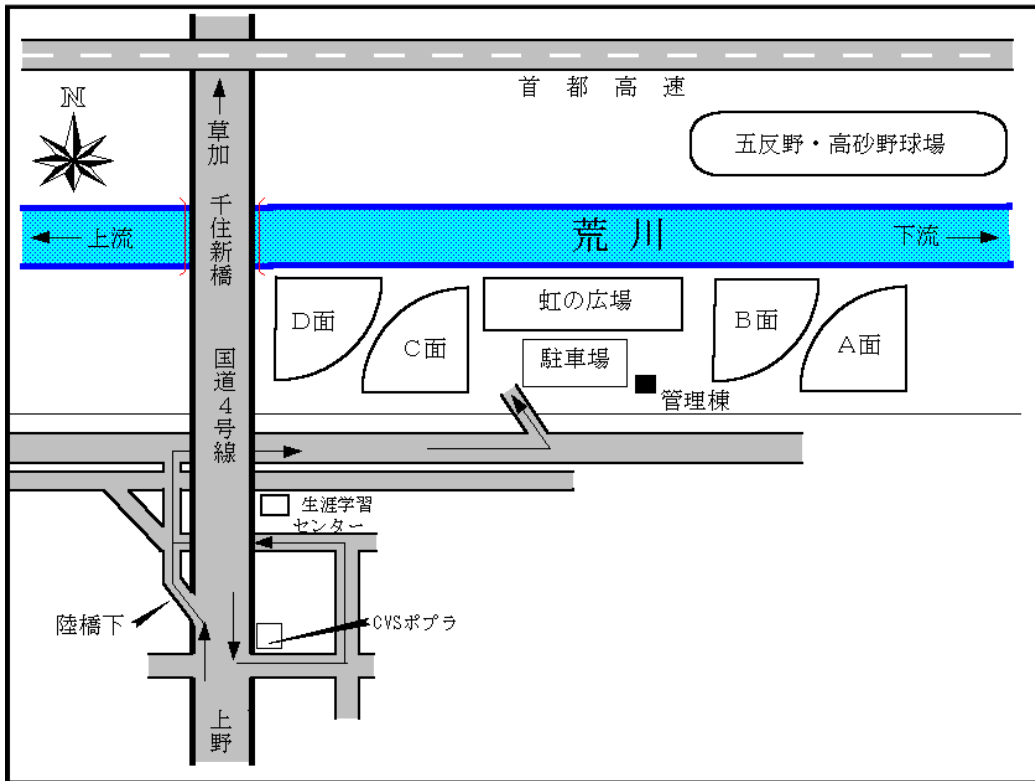 首都高速
N
草加
五反野・高砂野球場
千住新橋
上流
荒川
下流
D面
C面
虹の広場
B面
A面
駐車場
管理棟
国道4号線
生涯学習
センター
陸橋下
CVSポプラ
上野